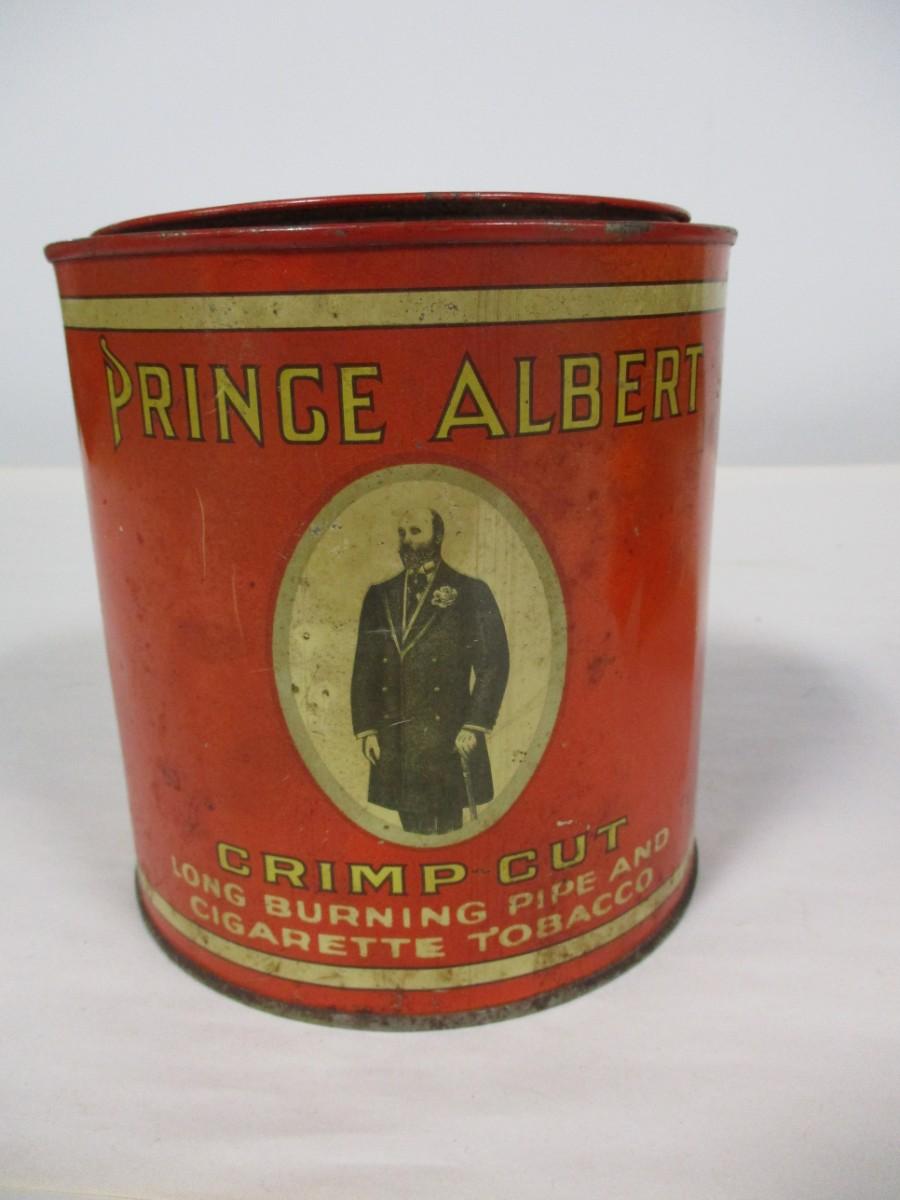 PRINCE ALBERT
CRIMP CUT
LONG BURNING PIPE AND
CIGARETTE TOBACCO